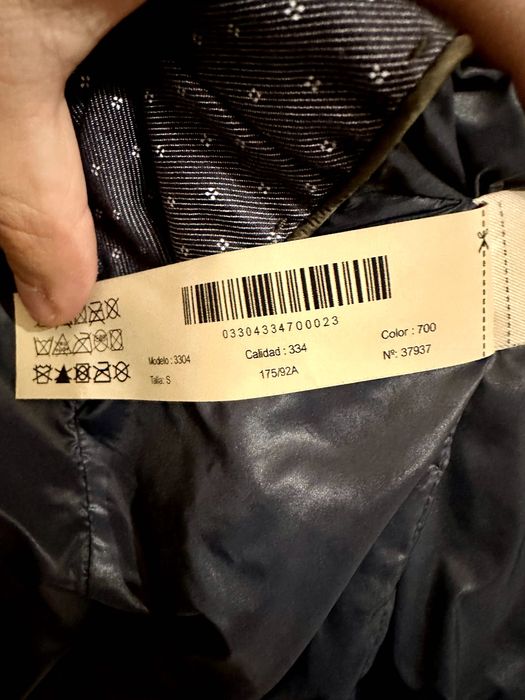 03304334700023
Modelo : 3304
Calidad : 334
Color : 700
Talla: S
175/92A
Nº: 37937